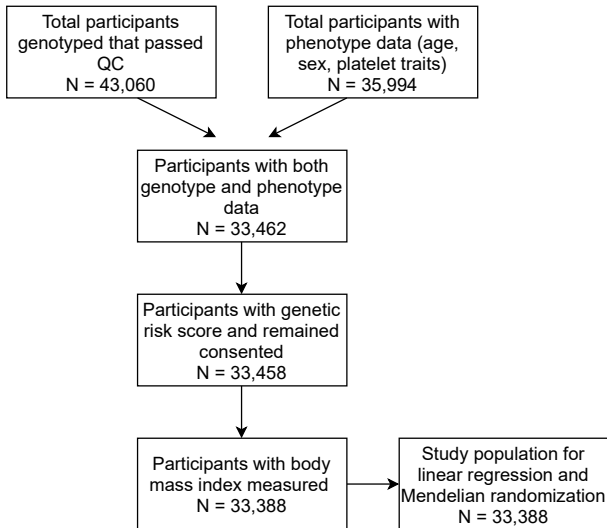 Total participants
genotyped that passed
QC
N = 43,060
Total participants with
phenotype data (age,
sex, platelet traits)
N = 35,994
Participants with both
genotype and phenotype
data
N = 33,462
Participants with genetic
risk score and remained
consented
N = 33,458
Participants with body
mass index measured
N = 33,388
Study population for
linear regression and
Mendelian randomization
N = 33,388